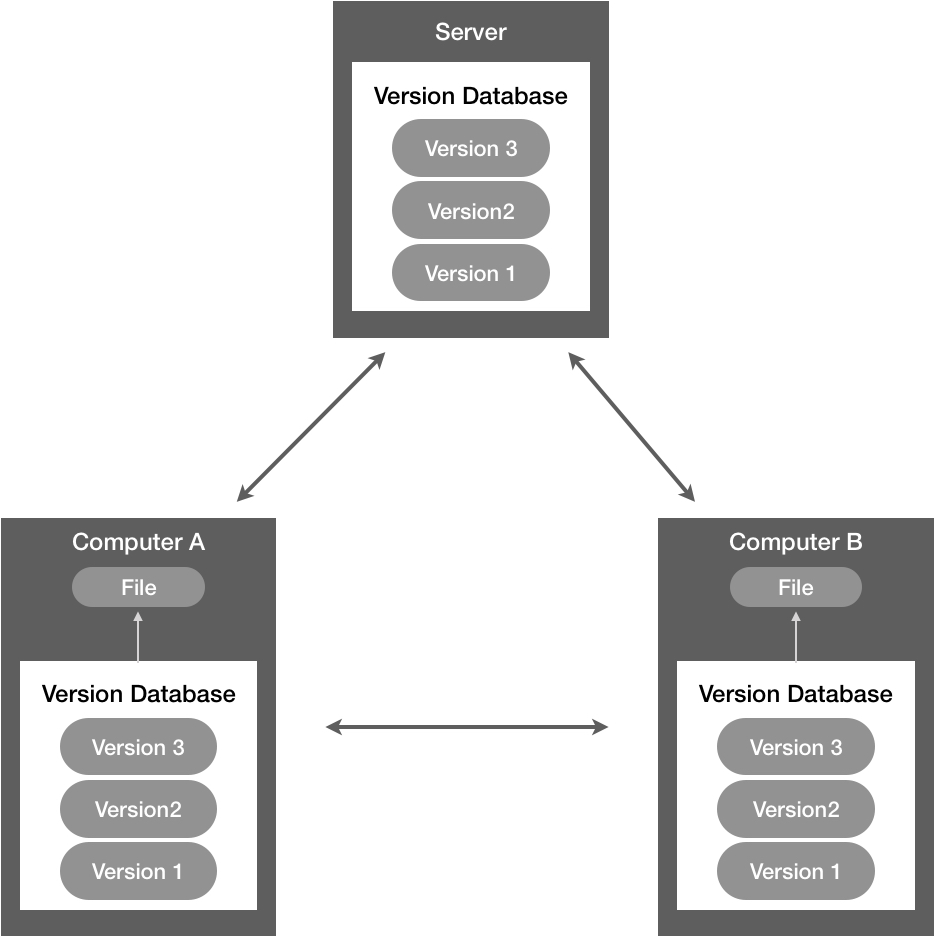 Server
Version Database
Version 3
Version2
Version 1
Computer A
File
Version Database
Version 3
Version2
Version 1
Computer B
File
Version Database
Version 3
Version2
Version 1